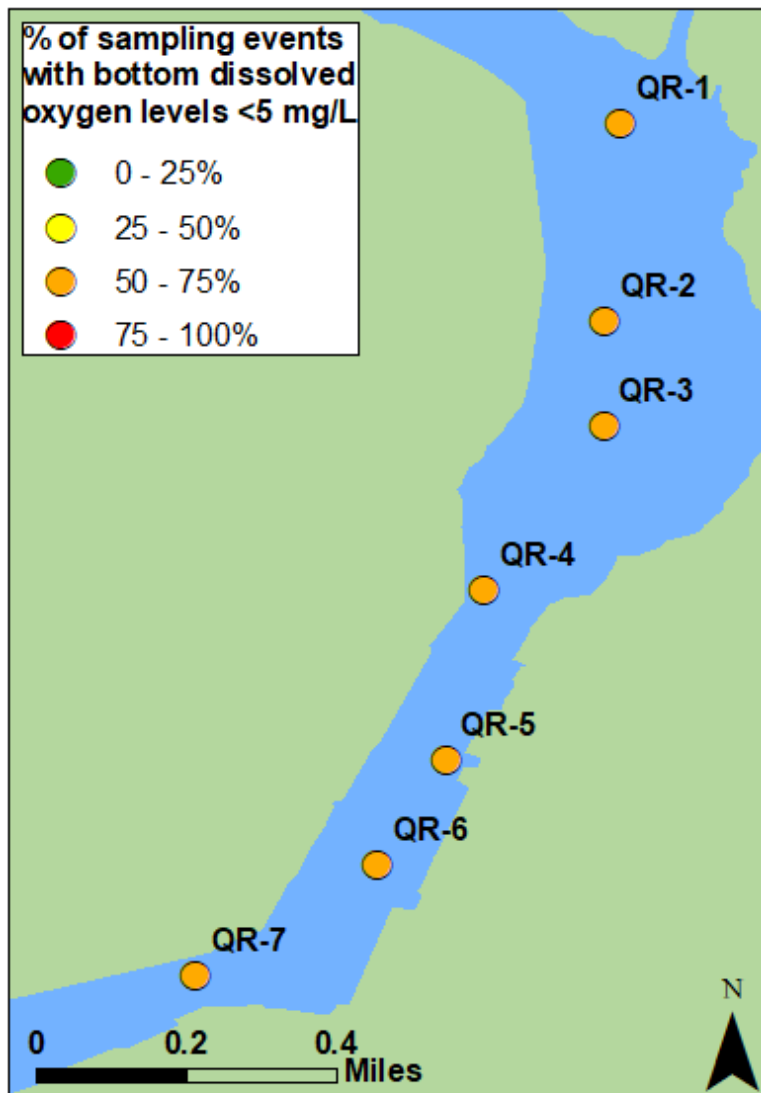 % of sampling events
with bottom dissolved
oxygen levels <5 mg/L
0 - 25%
25 - 50%
50 - 75%
75 - 100%
QR-1
QR-2
QR-3
QR-4
QR-5
QR-6
QR-7
N
0 0.2 0.4
Miles